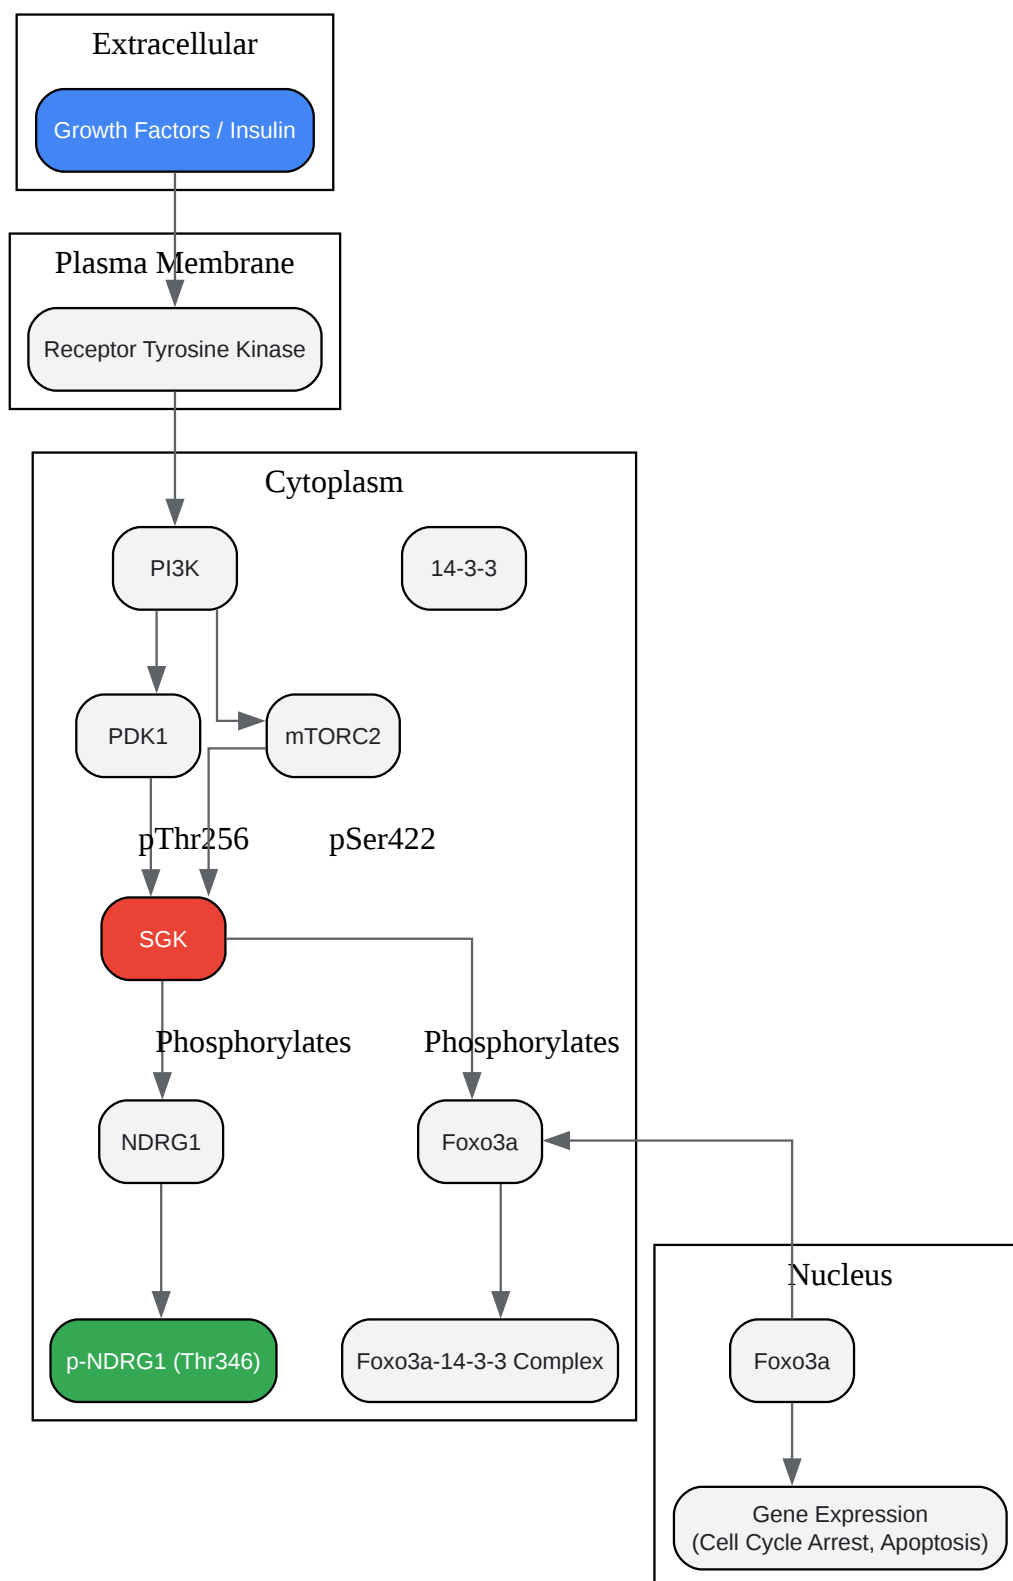 Extracellular
Growth Factors / Insulin
Plasma Membrane
Receptor Tyrosine Kinase
Cytoplasm
PI3K
14-3-3
PDK1
mTORC2
pThr256
pSer422
SGK
Phosphorylates
Phosphorylates
NDRG1
Foxo3a
Nucleus
p-NDRG1 (Thr346)
Foxo3a-14-3-3 Complex
Foxo3a
Gene Expression
(Cell Cycle Arrest, Apoptosis)